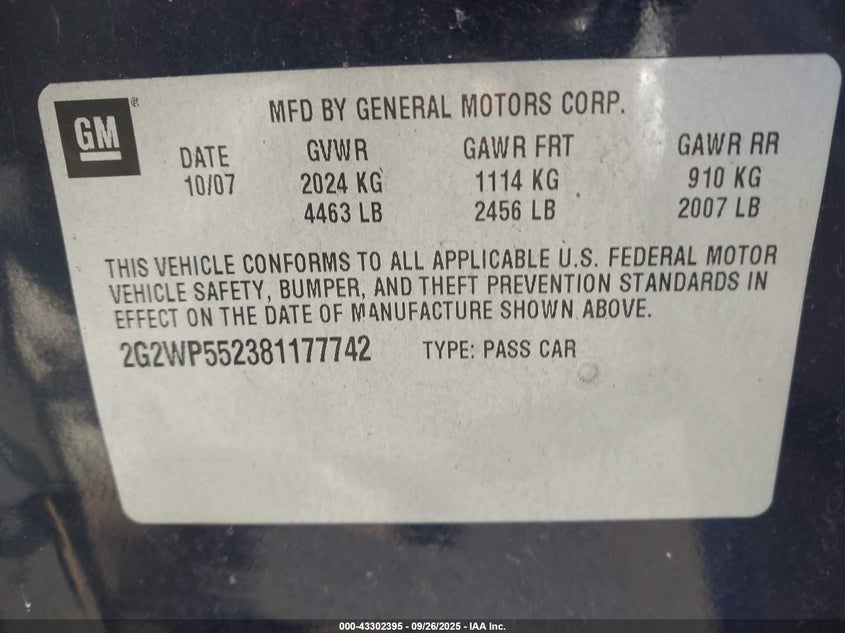 GM®
MFD BY GENERAL MOTORS CORP.
DATE GVWR GAWR FRT GAWR RR
10/07 2024 KG 1114 KG 910 KG
4463 LB 2456 LB 2007 LB
THIS VEHICLE CONFORMS TO ALL APPLICABLE U.S. FEDERAL MOTOR
VEHICLE SAFETY, BUMPER, AND THEFT PREVENTION STANDARDS IN
EFFECT ON THE DATE OF MANUFACTURE SHOWN ABOVE.
2G2WP552381177742 TYPE: PASS CAR
000-43302395 - 09/26/2025 - IAA Inc.